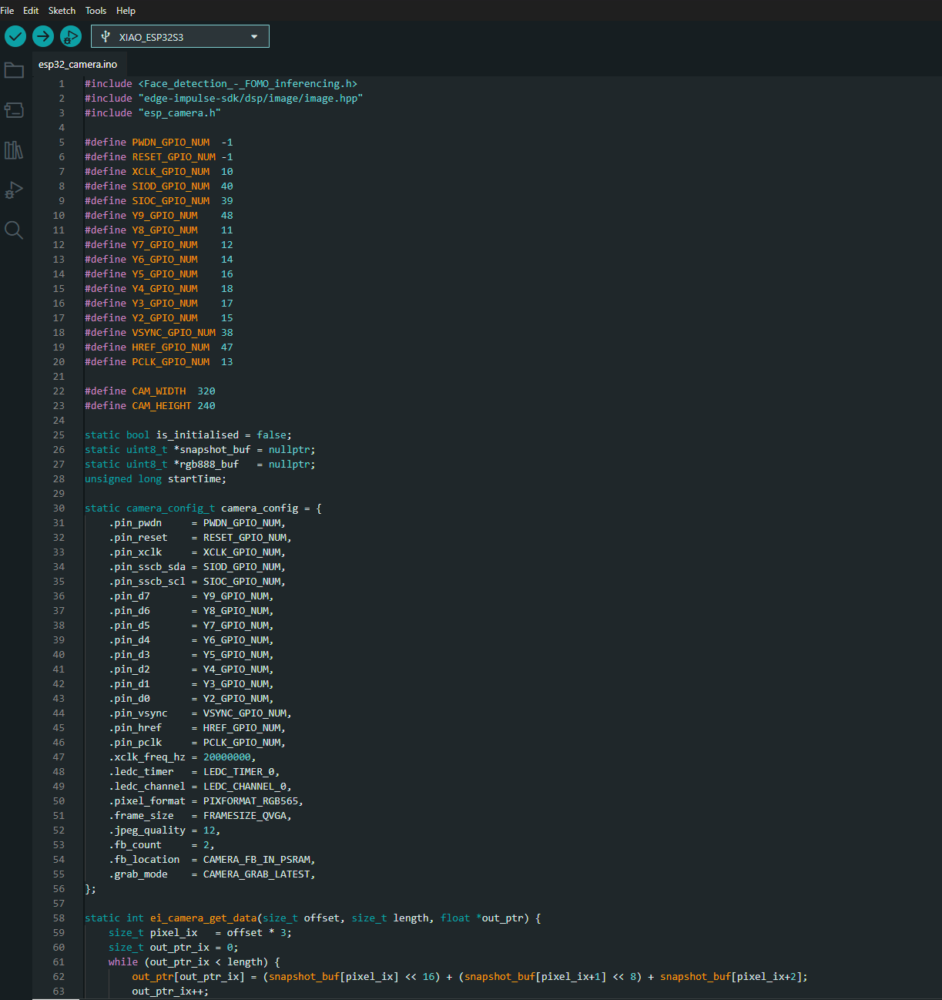 File Edit Sketch Tools Help
XIAO_ESP32S3
esp32_camera.ino
1 #include <Face_detection_-_FOMO_inferencing.h>
2 #include "edge-impulse-sdk/dsp/image/image.hpp"
3 #include "esp_camera.h"
4
5 #define PWDN_GPIO_NUM  -1
6 #define RESET_GPIO_NUM -1
7 #define XCLK_GPIO_NUM  10
8 #define SIOD_GPIO_NUM  40
9 #define SIOC_GPIO_NUM  39
10 #define Y9_GPIO_NUM    48
11 #define Y8_GPIO_NUM    11
12 #define Y7_GPIO_NUM    12
13 #define Y6_GPIO_NUM    14
14 #define Y5_GPIO_NUM    16
15 #define Y4_GPIO_NUM    18
16 #define Y3_GPIO_NUM    17
17 #define Y2_GPIO_NUM    15
18 #define VSYNC_GPIO_NUM 38
19 #define HREF_GPIO_NUM  47
20 #define PCLK_GPIO_NUM  13
21
22 #define CAM_WIDTH  320
23 #define CAM_HEIGHT 240
24
25 static bool is_initialised = false;
26 static uint8_t *snapshot_buf = nullptr;
27 static uint8_t *rgb888_buf   = nullptr;
28 unsigned long startTime;
29
30 static camera_config_t camera_config = {
31     .pin_pwdn     = PWDN_GPIO_NUM,
32     .pin_reset    = RESET_GPIO_NUM,
33     .pin_xclk     = XCLK_GPIO_NUM,
34     .pin_sscb_sda = SIOD_GPIO_NUM,
35     .pin_sscb_scl = SIOC_GPIO_NUM,
36     .pin_d7       = Y9_GPIO_NUM,
37     .pin_d6       = Y8_GPIO_NUM,
38     .pin_d5       = Y7_GPIO_NUM,
39     .pin_d4       = Y6_GPIO_NUM,
40     .pin_d3       = Y5_GPIO_NUM,
41     .pin_d2       = Y4_GPIO_NUM,
42     .pin_d1       = Y3_GPIO_NUM,
43     .pin_d0       = Y2_GPIO_NUM,
44     .pin_vsync    = VSYNC_GPIO_NUM,
45     .pin_href     = HREF_GPIO_NUM,
46     .pin_pclk     = PCLK_GPIO_NUM,
47     .xclk_freq_hz = 20000000,
48     .ledc_timer   = LEDC_TIMER_0,
49     .ledc_channel = LEDC_CHANNEL_0,
50     .pixel_format = PIXFORMAT_RGB565,
51     .frame_size   = FRAMESIZE_QVGA,
52     .jpeg_quality = 12,
53     .fb_count     = 2,
54     .fb_location  = CAMERA_FB_IN_PSRAM,
55     .grab_mode    = CAMERA_GRAB_LATEST,
56 };
57
58 static int ei_camera_get_data(size_t offset, size_t length, float *out_ptr) {
59     size_t pixel_ix   = offset * 3;
60     size_t out_ptr_ix = 0;
61     while (out_ptr_ix < length) {
62         out_ptr[out_ptr_ix] = (snapshot_buf[pixel_ix] << 16) + (snapshot_buf[pixel_ix+1] << 8) + snapshot_buf[pixel_ix+2];
63         out_ptr_ix++;